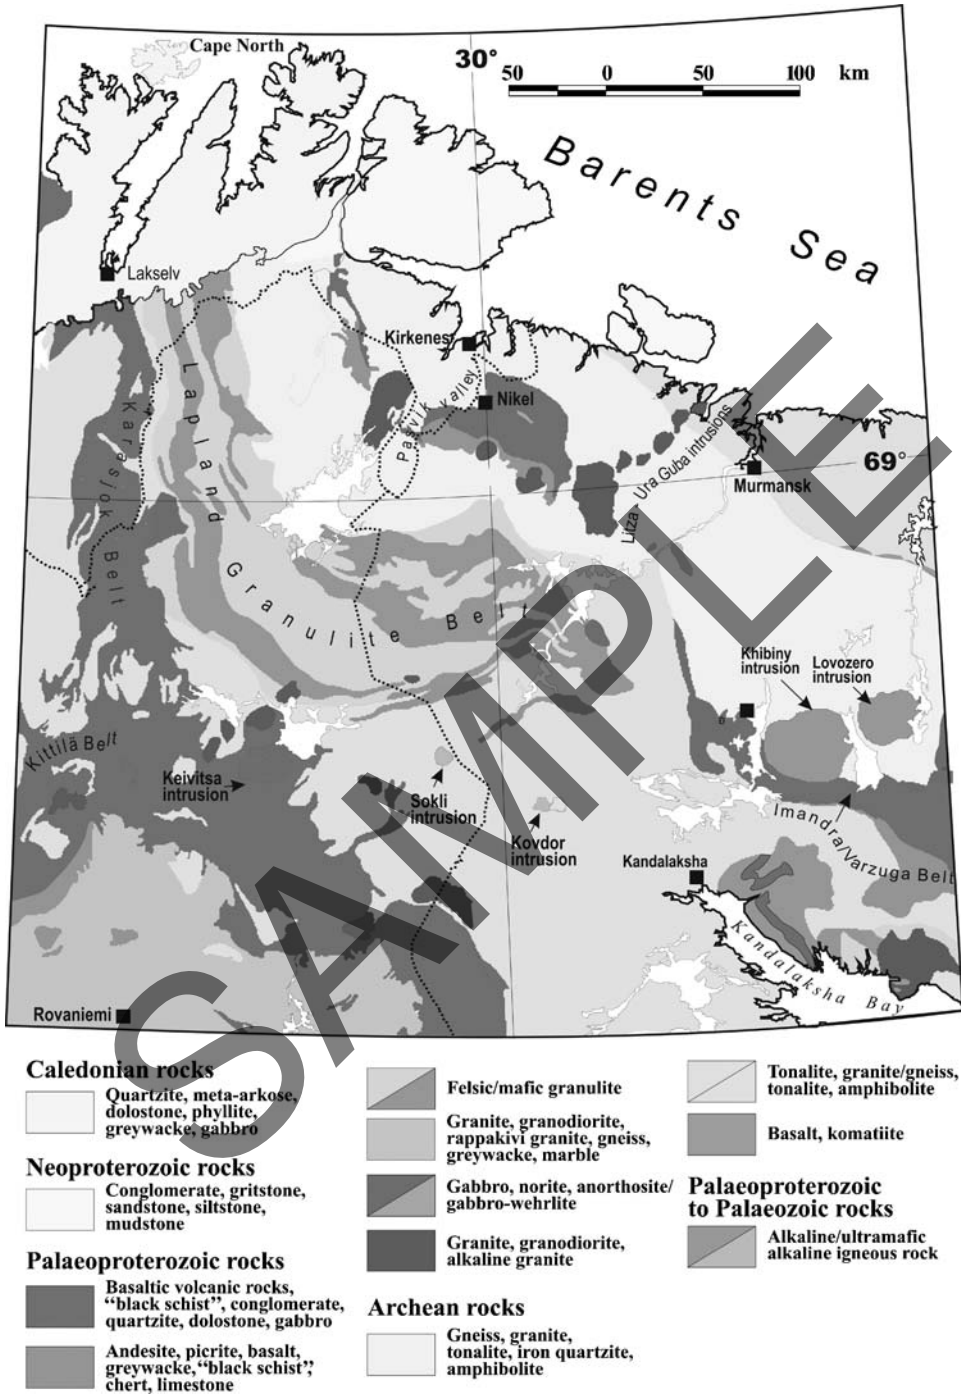 Cape North
30°
50 0 50 100 km
Barents Sea
Lakselv
Kirkenes
Pasvik valley
Nikel
Lapland Granulite Belt
Karasjok Belt
Litza
Ura Guba intrusions
69°
Murmansk
Khibiny
intrusion
Lovozero
intrusion
Kittilä Belt
Keivitsa
intrusion
Sokli
intrusion
Kovdor
intrusion
Imandra/Varzuga Belt
Kandalaksha
Kandalaksha Bay
Rovaniemi
SAMPLE
Caledonian rocks
Quartzite, meta-arkose,
dolostone, phyllite,
greywacke, gabbro
Neoproterozoic rocks
Conglomerate, gritstone,
sandstone, siltstone,
mudstone
Palaeoproterozoic rocks
Basaltic volcanic rocks,
“black schist”, conglomerate,
quartzite, dolostone, gabbro
Andesite, picrite, basalt,
greywacke, “black schist”,
chert, limestone
Felsic/mafic granulite
Granite, granodiorite,
rappakivi granite, gneiss,
greywacke, marble
Gabbro, norite, anorthosite/
gabbro-wehrlite
Granite, granodiorite,
alkaline granite
Archean rocks
Gneiss, granite,
tonalite, iron quartzite,
amphibolite
Tonalite, granite/gneiss,
tonalite, amphibolite
Basalt, komatiite
Palaeoproterozoic
to Palaeozoic rocks
Alkaline/ultramafic
alkaline igneous rock